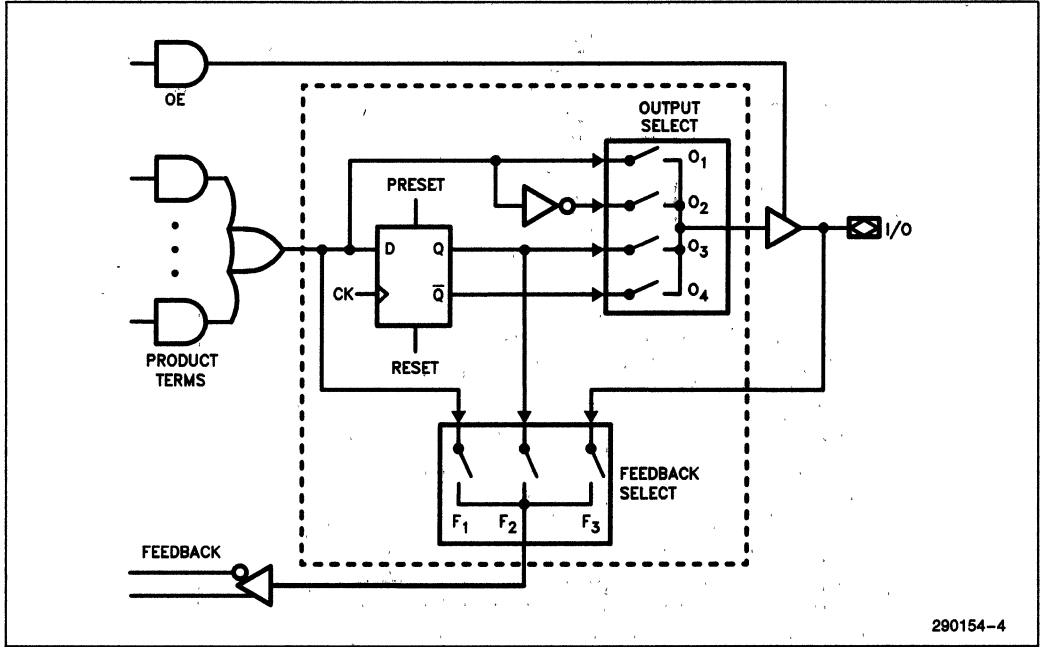 OE
OUTPUT
SELECT
O1
PRESET
O2
I/O
D
Q
O3
CK
Q̅
O4
RESET
PRODUCT
TERMS
FEEDBACK
SELECT
F1
F2
F3
FEEDBACK
290154-4